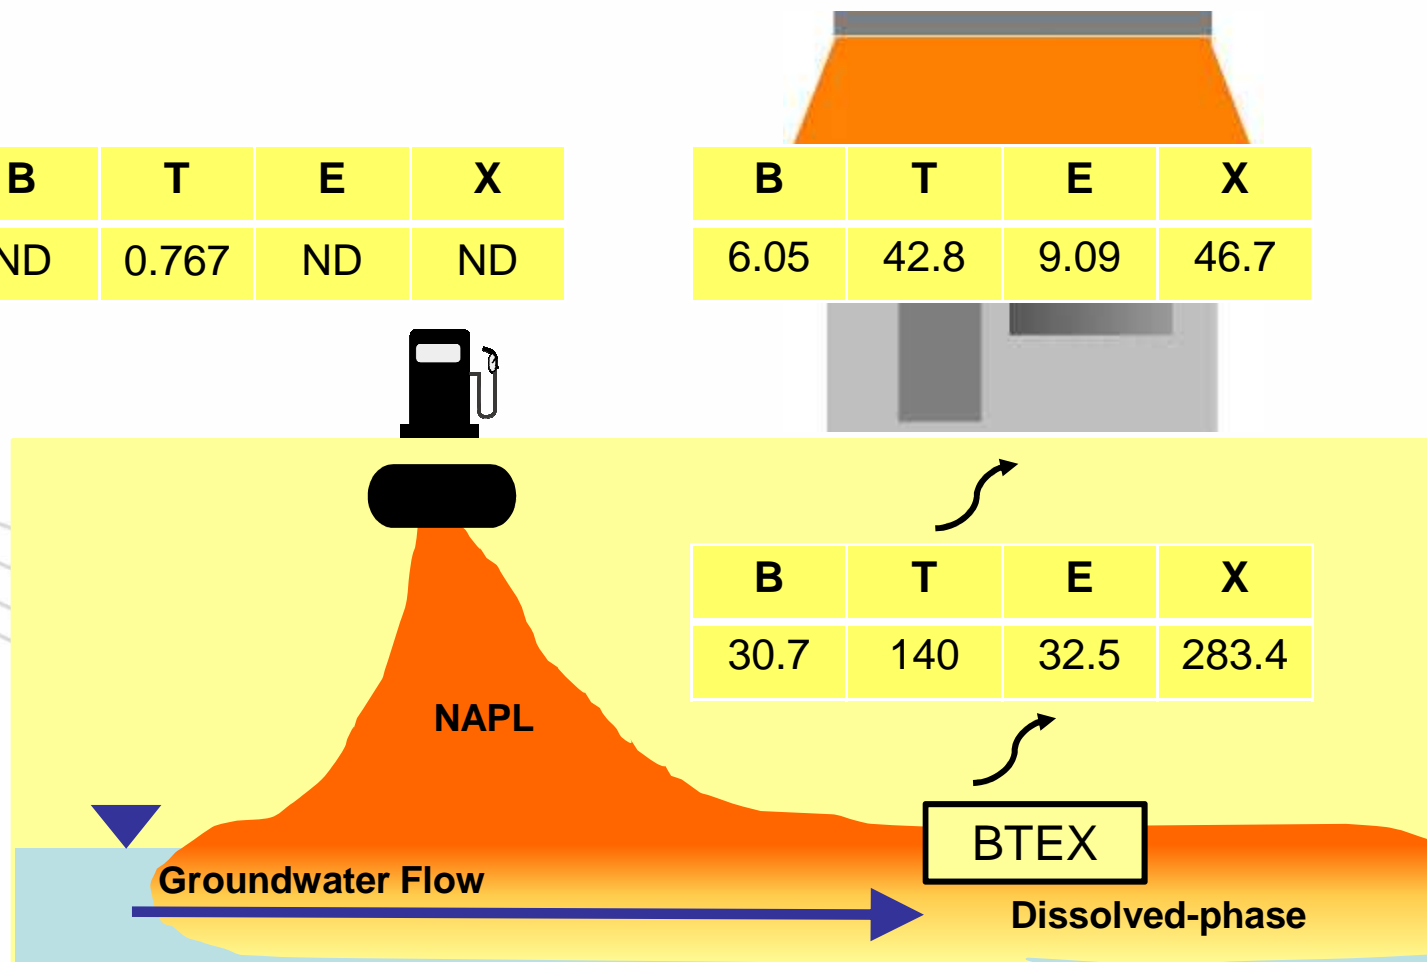 B T E X
ND 0.767 ND ND
B T E X
6.05 42.8 9.09 46.7
B T E X
30.7 140 32.5 283.4
NAPL
BTEX
Groundwater Flow
Dissolved-phase